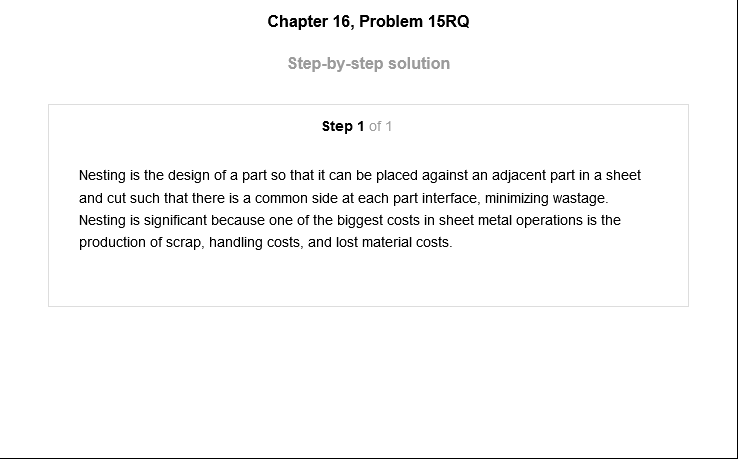 Chapter 16, Problem 15RQ
Step-by-step solution
Step 1 of 1
Nesting is the design of a part so that it can be placed against an adjacent part in a sheet
and cut such that there is a common side at each part interface, minimizing wastage.
Nesting is significant because one of the biggest costs in sheet metal operations is the
production of scrap, handling costs, and lost material costs.